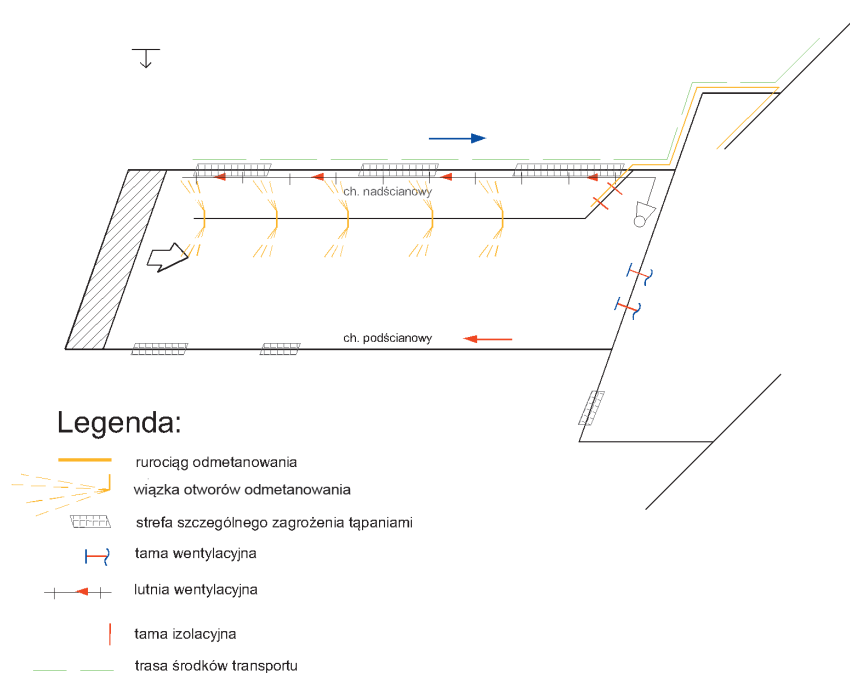 ch. nadścianowy
ch. podścianowy
Legenda:
rurociąg odmetanowania
wiązka otworów odmetanowania
strefa szczególnego zagrożenia tąpaniami
tama wentylacyjna
lutnia wentylacyjna
tama izolacyjna
trasa środków transportu